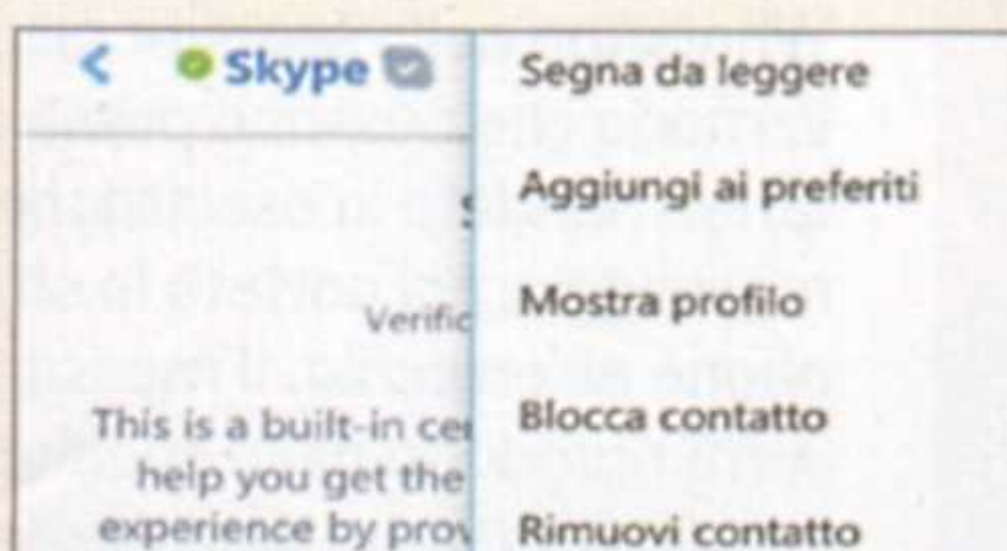 Skype
Verific
This is a built-in cer
help you get the
experience by prov
Segna da leggere
Aggiungi ai preferiti
Mostra profilo
Blocca contatto
Rimuovi contatto